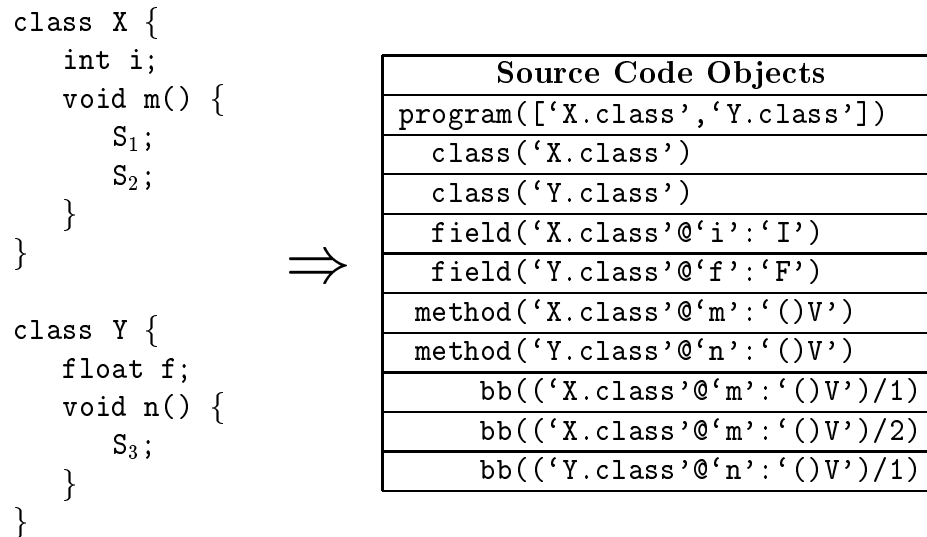 class X {
int i;
void m() {
S₁;
S₂;
}
}
class Y {
float f;
void n() {
S₃;
}
}
⇒
Source Code Objects
program([‘X.class’,‘Y.class’])
class(‘X.class’)
class(‘Y.class’)
field(‘X.class’@‘i’:‘I’)
field(‘Y.class’@‘f’:‘F’)
method(‘X.class’@‘m’:‘()V’)
method(‘Y.class’@‘n’:‘()V’)
bb((‘X.class’@‘m’:‘()V’)/1)
bb((‘X.class’@‘m’:‘()V’)/2)
bb((‘Y.class’@‘n’:‘()V’)/1)